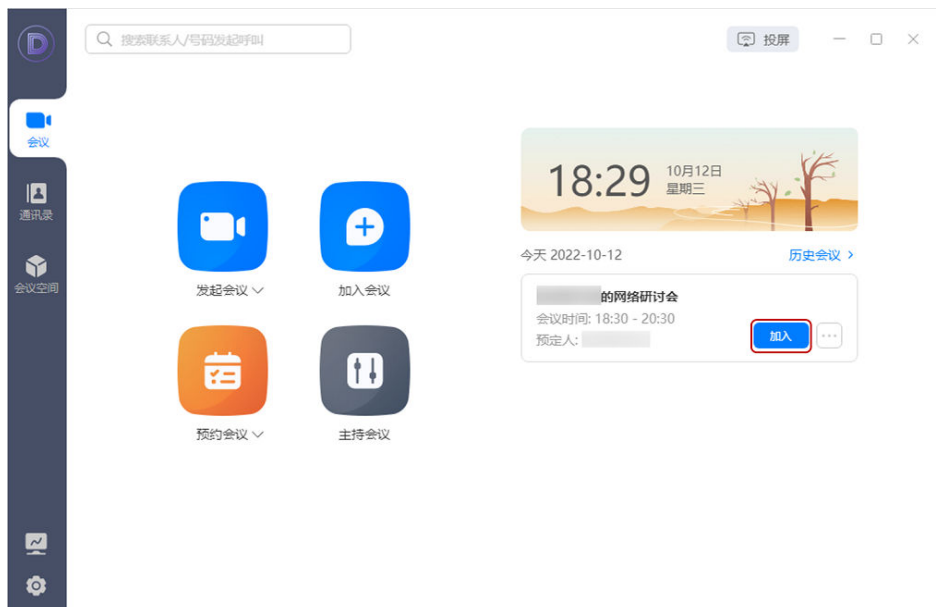 D
搜索联系人/号码发起呼叫
投屏
会议
通讯录
会议空间
发起会议
加入会议
预约会议
主持会议
18:29
10月12日
星期三
今天 2022-10-12
历史会议
的网络研讨会
会议时间: 18:30 - 20:30
预定人:
加入